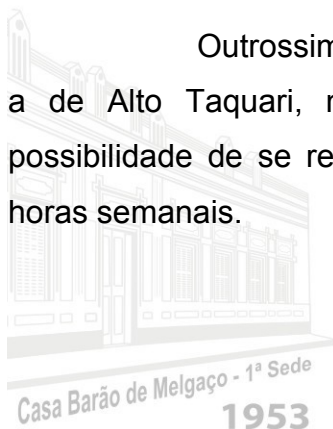 Outrossim
a de Alto Taquari,
possibilidade de se re
horas semanais.
Casa Barão de Melgaço - 1ª Sede
1953